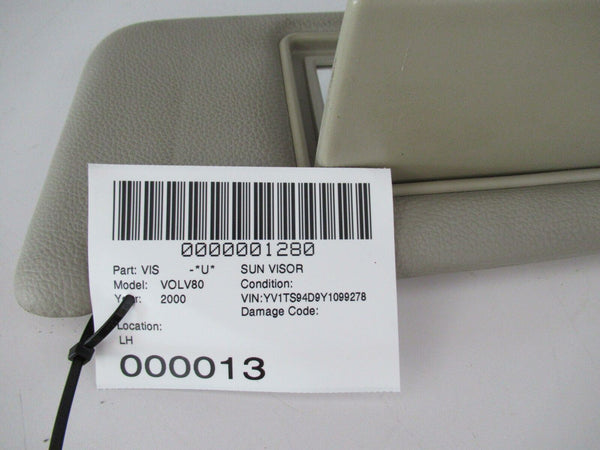 0000001280
Part: VIS -*U* SUN VISOR
Model: VOLV80 Condition:
Year: 2000 VIN:YV1TS94D9Y1099278
Damage Code:
Location:
LH
000013